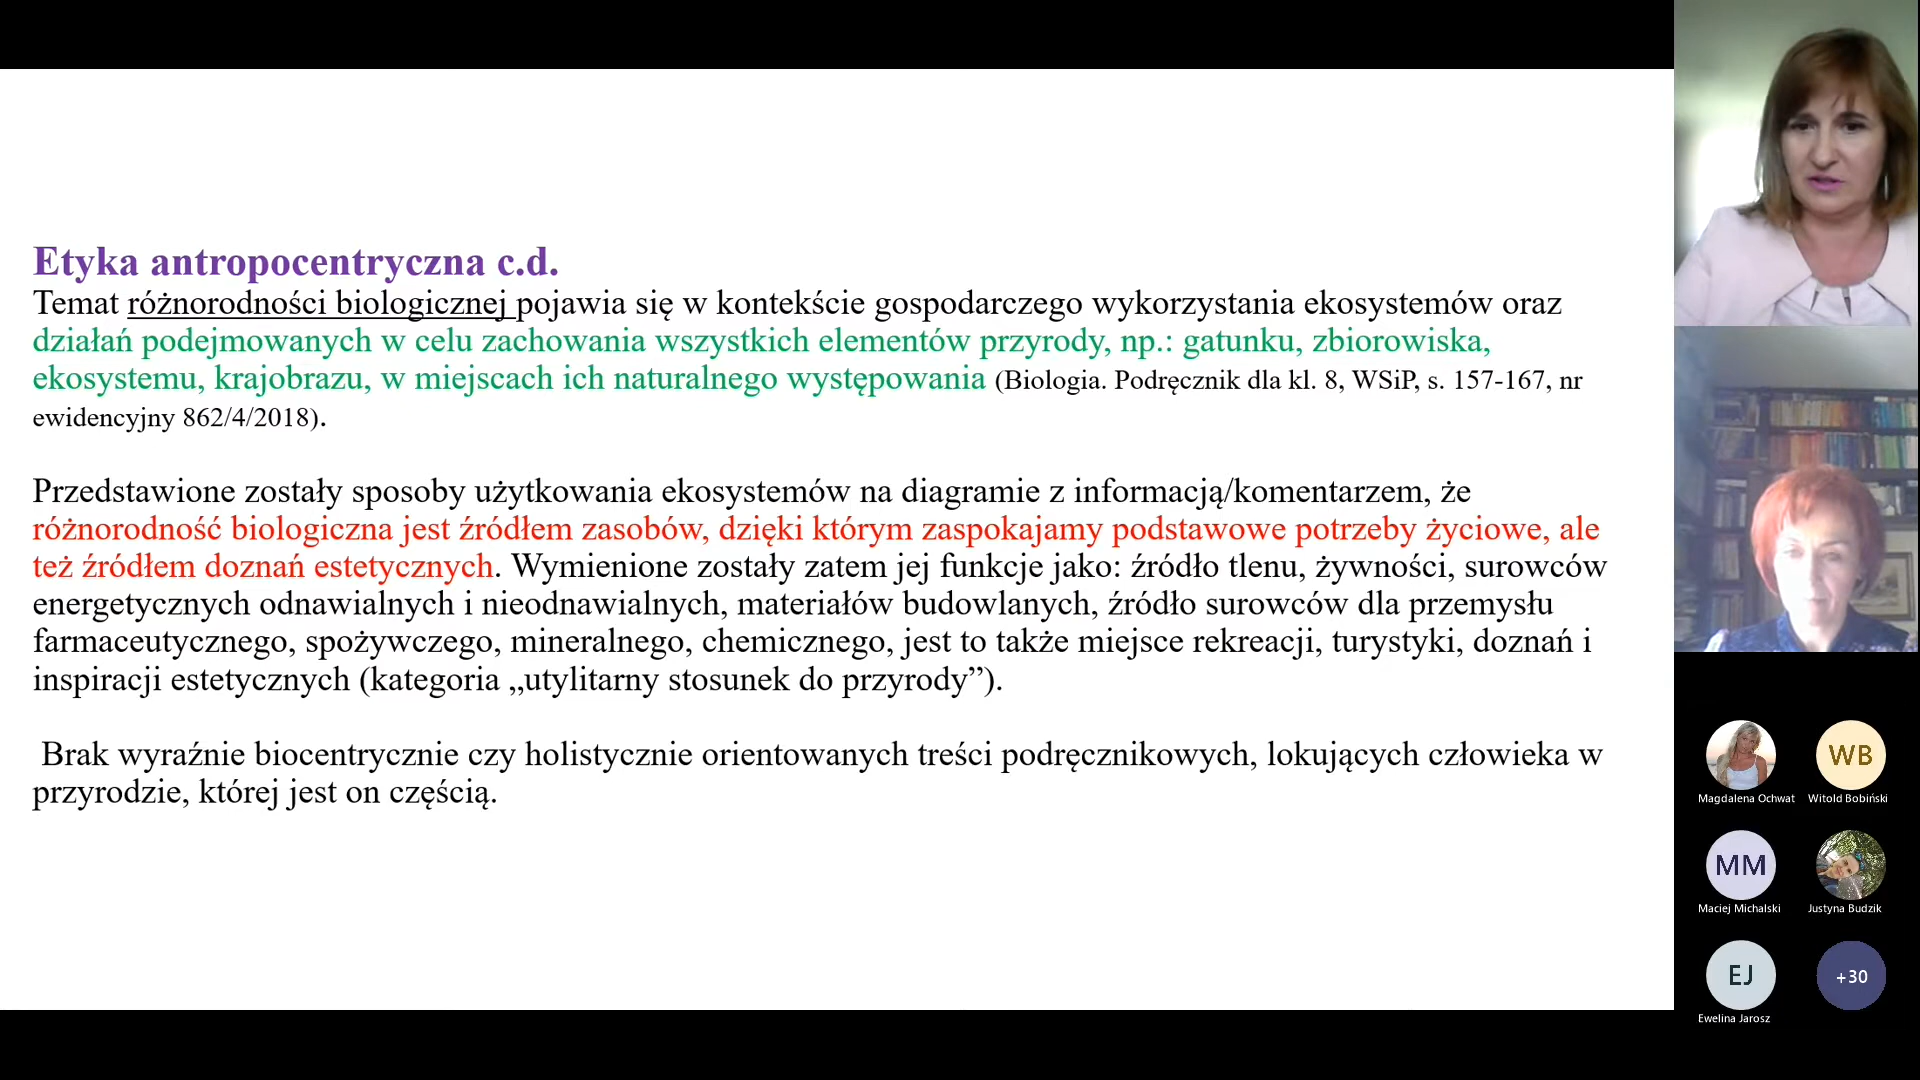 Etyka antropocentryczna c.d.
Temat różnorodności biologicznej pojawia się w kontekście gospodarczego wykorzystania ekosystemów oraz
działań podejmowanych w celu zachowania wszystkich elementów przyrody, np.: gatunku, zbiorowiska,
ekosystemu, krajobrazu, w miejscach ich naturalnego występowania (Biologia. Podręcznik dla kl. 8, WSiP, s. 157-167, nr
ewidencyjny 862/4/2018).
Przedstawione zostały sposoby użytkowania ekosystemów na diagramie z informacją/komentarzem, że
różnorodność biologiczna jest źródłem zasobów, dzięki którym zaspokajamy podstawowe potrzeby życiowe, ale
też źródłem doznań estetycznych. Wymienione zostały zatem jej funkcje jako: źródło tlenu, żywności, surowców
energetycznych odnawialnych i nieodnawialnych, materiałów budowlanych, źródło surowców dla przemysłu
farmaceutycznego, spożywczego, mineralnego, chemicznego, jest to także miejsce rekreacji, turystyki, doznań i
inspiracji estetycznych (kategoria „utylitarny stosunek do przyrody”).
Brak wyraźnie biocentrycznie czy holistycznie orientowanych treści podręcznikowych, lokujących człowieka w
przyrodzie, której jest on częścią.
WB
Magdalena Ochwat
Witold Bobiński
MM
Maciej Michalski
Justyna Budzik
EJ
+30
Ewelina Jarosz